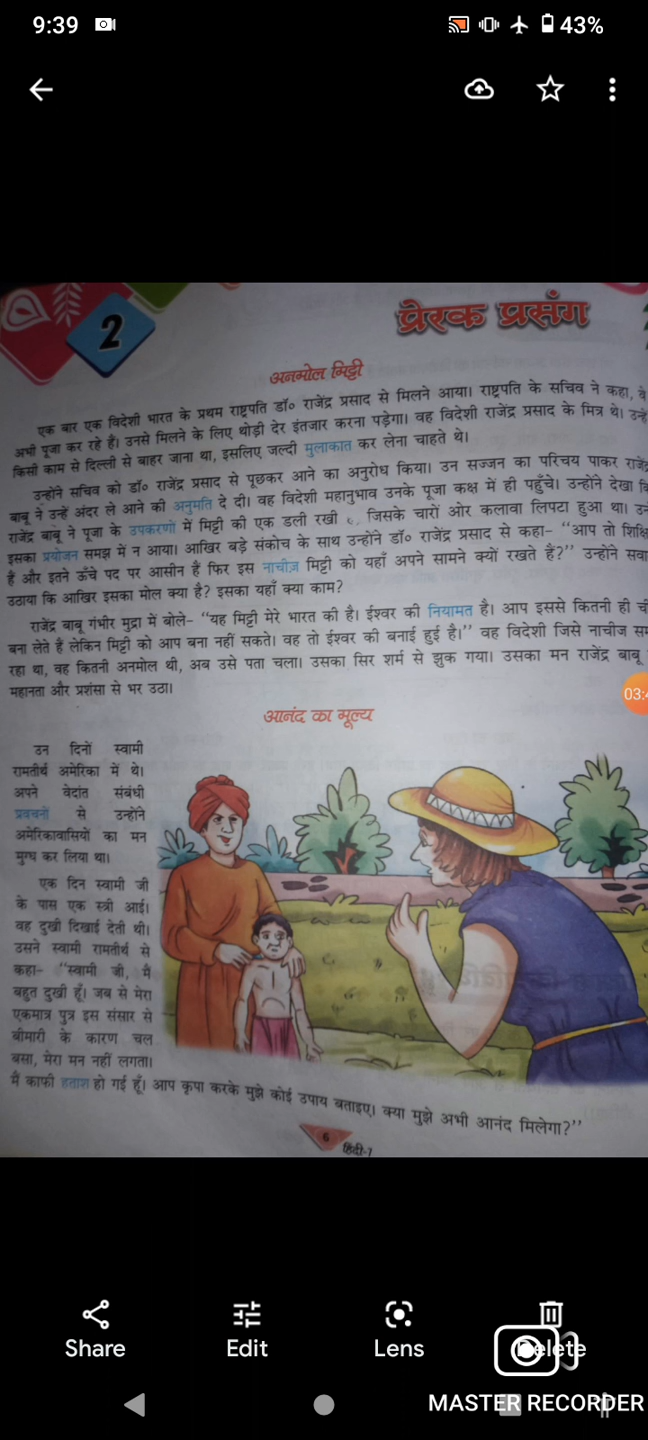 9:39
43%
2
प्रेरक प्रसंग
अनमोल मिट्टी
एक बार एक विदेशी भारत के प्रथम राष्ट्रपति डॉ० राजेंद्र प्रसाद से मिलने आया। राष्ट्रपति के सचिव ने कहा, वे
अभी पूजा कर रहे हैं। उनसे मिलने के लिए थोड़ी देर इंतजार करना पड़ेगा। वह विदेशी राजेंद्र प्रसाद के मित्र थे। उन्हें
किसी काम से दिल्ली से बाहर जाना था, इसलिए जल्दी मुलाकात कर लेना चाहते थे।
उन्होंने सचिव को डॉ० राजेंद्र प्रसाद से पूछकर आने का अनुरोध किया। उन सज्जन का परिचय पाकर
बाबू ने उन्हें अंदर ले आने की अनुमति दे दी। वह विदेशी महानुभाव उनके पूजा कक्ष में ही पहुँचे। उन्होंने देखा
राजेंद्र बाबू ने पूजा के उपकरणों में मिट्टी की एक डली रखी जिसके चारों ओर कलावा लिपटा हुआ था।
इसका प्रयोजन समझ में न आया। आखिर बड़े संकोच के साथ उन्होंने डॉ० राजेंद्र प्रसाद से कहा- “आप तो
हैं और इतने ऊँचे पद पर आसीन हैं फिर इस नाचीज़ मिट्टी को यहाँ अपने सामने क्यों रखते हैं?” उन्होंने
उठाया कि आखिर इसका मोल क्या है? इसका यहाँ क्या काम?
राजेंद्र बाबू गंभीर मुद्रा में बोले- “यह मिट्टी मेरे भारत की है। ईश्वर की नियामत है। आप इससे कितनी ही
बना लेते हैं लेकिन मिट्टी को आप बना नहीं सकते। वह तो ईश्वर की बनाई हुई है।” वह विदेशी जिसे नाचीज
रहा था, वह कितनी अनमोल थी, अब उसे पता चला। उसका सिर शर्म से झुक गया। उसका मन राजेंद्र बाबू
महानता और प्रशंसा से भर उठा।
03:4
आनंद का मूल्य
उन दिनों स्वामी
रामतीर्थ अमेरिका में थे।
अपने वेदांत संबंधी
प्रवचनों से उन्होंने
अमेरिकावासियों का मन
मुग्ध कर लिया था।
एक दिन स्वामी जी
के पास एक स्त्री आई।
वह दुखी दिखाई देती थी।
उसने स्वामी रामतीर्थ से
कहा- “स्वामी जी, मैं
बहुत दुखी हूँ। जब से मेरा
एकमात्र पुत्र इस संसार से
बीमारी के कारण चल
बसा, मेरा मन नहीं लगता।
मैं काफी हताश हो गई हूँ। आप कृपा करके मुझे कोई उपाय बताइए। क्या मुझे अभी आनंद मिलेगा?”
6
हिंदी-7
Share
Edit
Lens
Delete
MASTER RECORDER